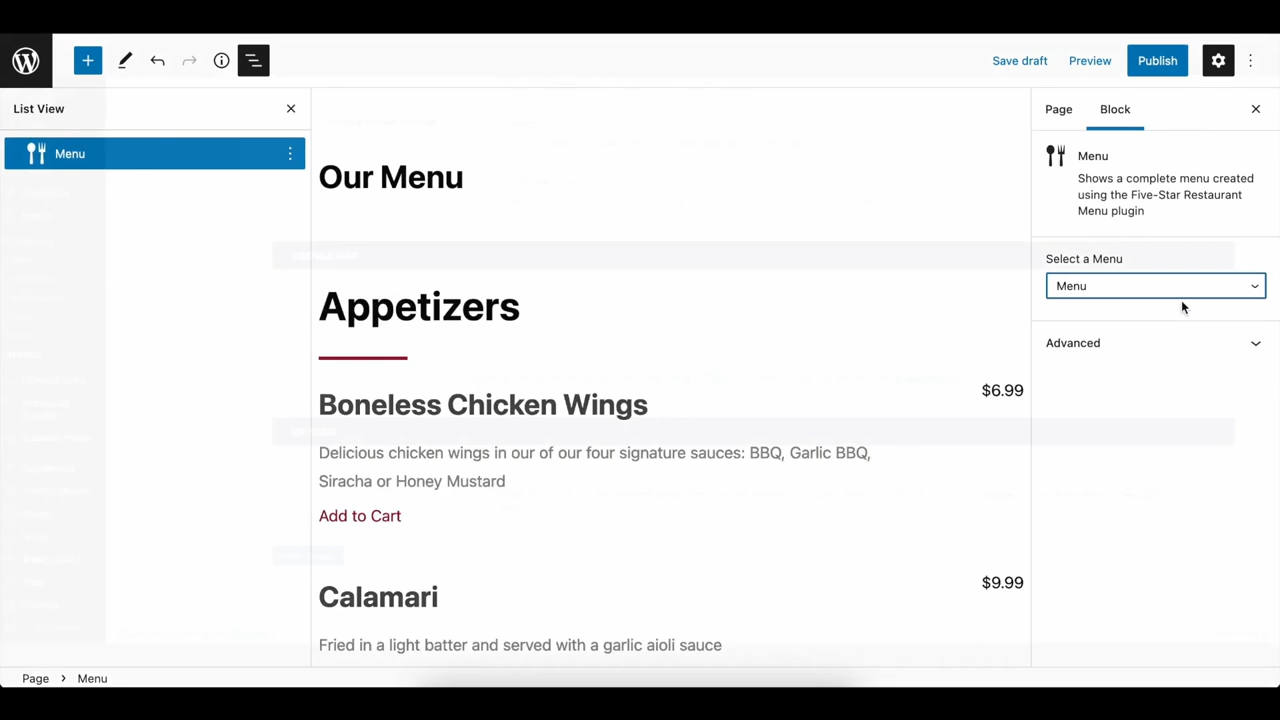 Save draft
Preview
Publish
List View
Menu
Our Menu
Appetizers
Boneless Chicken Wings
$6.99
Delicious chicken wings in our of our four signature sauces: BBQ, Garlic BBQ,
Siracha or Honey Mustard
Add to Cart
Calamari
$9.99
Fried in a light batter and served with a garlic aioli sauce
Page
Block
Menu
Shows a complete menu created
using the Five-Star Restaurant
Menu plugin
Select a Menu
Menu
Advanced
Page > Menu